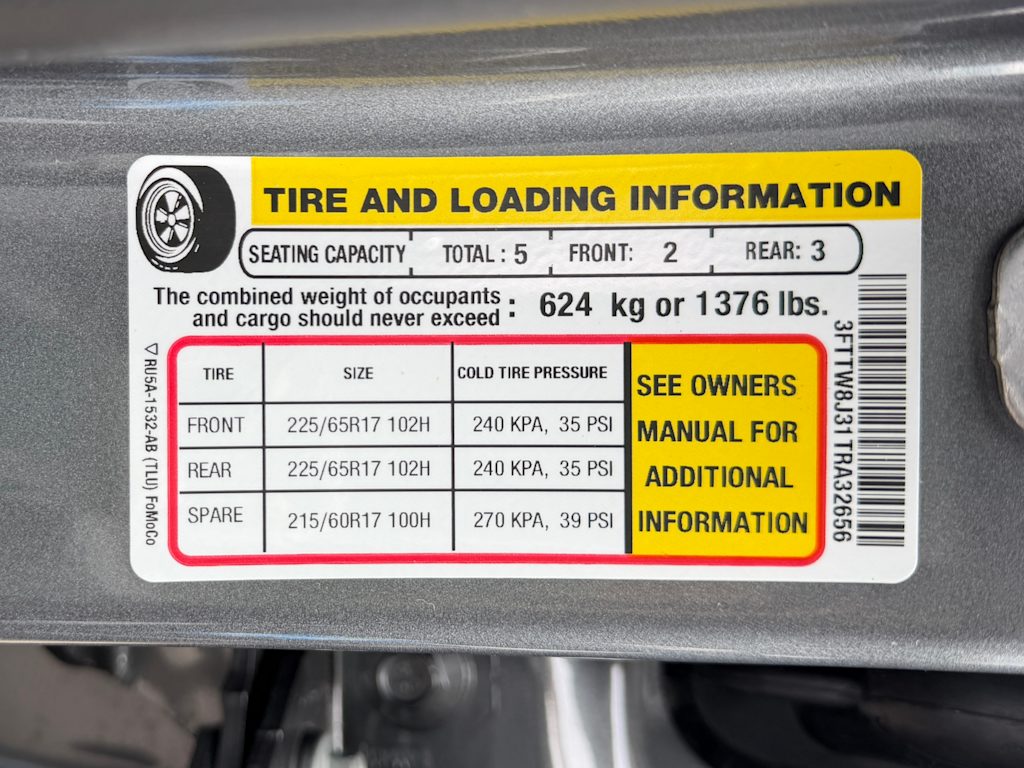 TIRE AND LOADING INFORMATION
SEATING CAPACITY TOTAL : 5 FRONT: 2 REAR: 3
The combined weight of occupants
and cargo should never exceed : 624 kg or 1376 lbs.
TIRE SIZE COLD TIRE PRESSURE
FRONT 225/65R17 102H 240 KPA, 35 PSI
REAR 225/65R17 102H 240 KPA, 35 PSI
SPARE 215/60R17 100H 270 KPA, 39 PSI
SEE OWNERS
MANUAL FOR
ADDITIONAL
INFORMATION
RU5A-1532-AB (TLU) FoMoCo
3FTTW8J31TRA32656